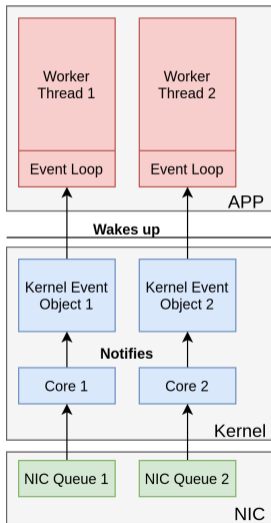 Worker
Thread 1
Worker
Thread 2
Event Loop
Event Loop
APP
Wakes up
Kernel Event
Object 1
Kernel Event
Object 2
Notifies
Core 1
Core 2
Kernel
NIC Queue 1
NIC Queue 2
NIC